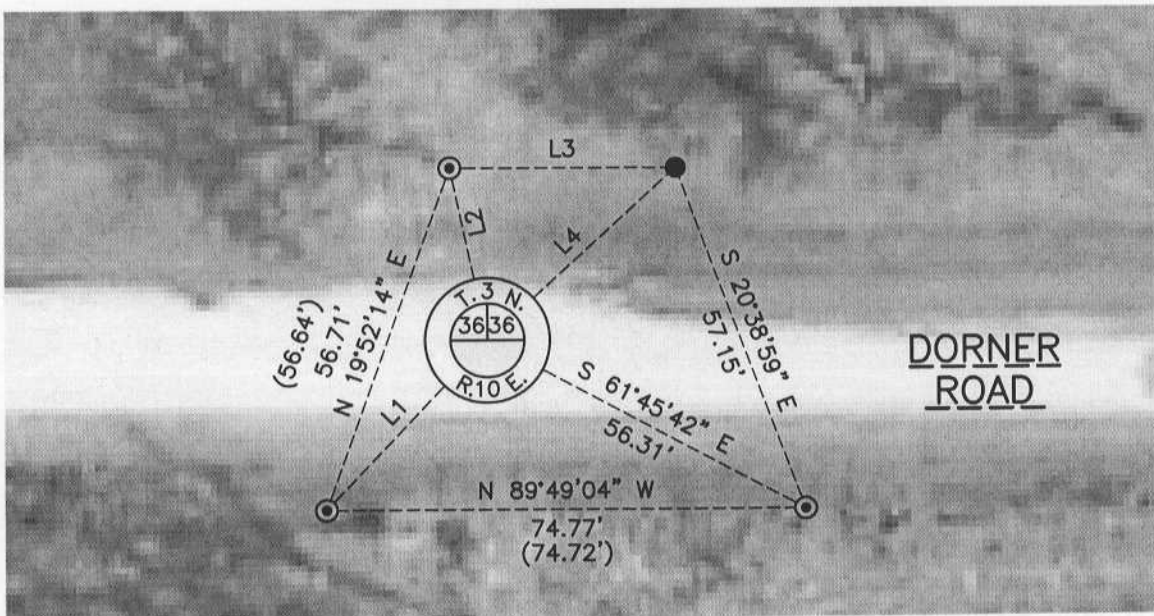 L3
L2
L4
T. 3 N.
36 36
R.10 E.
N 19°52'14" E
56.71'
(56.64')
L1
S 20°38'59" E
57.15'
S 61°45'42" E
56.31'
DORNER
ROAD
N 89°49'04" W
74.77'
(74.72')